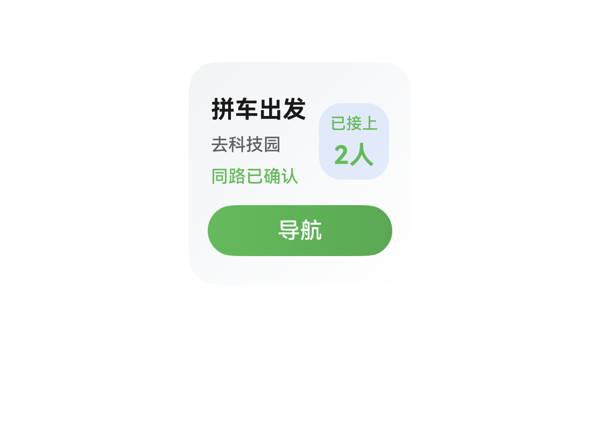 拼车出发
去科技园
同路已确认
已接上
2人
导航